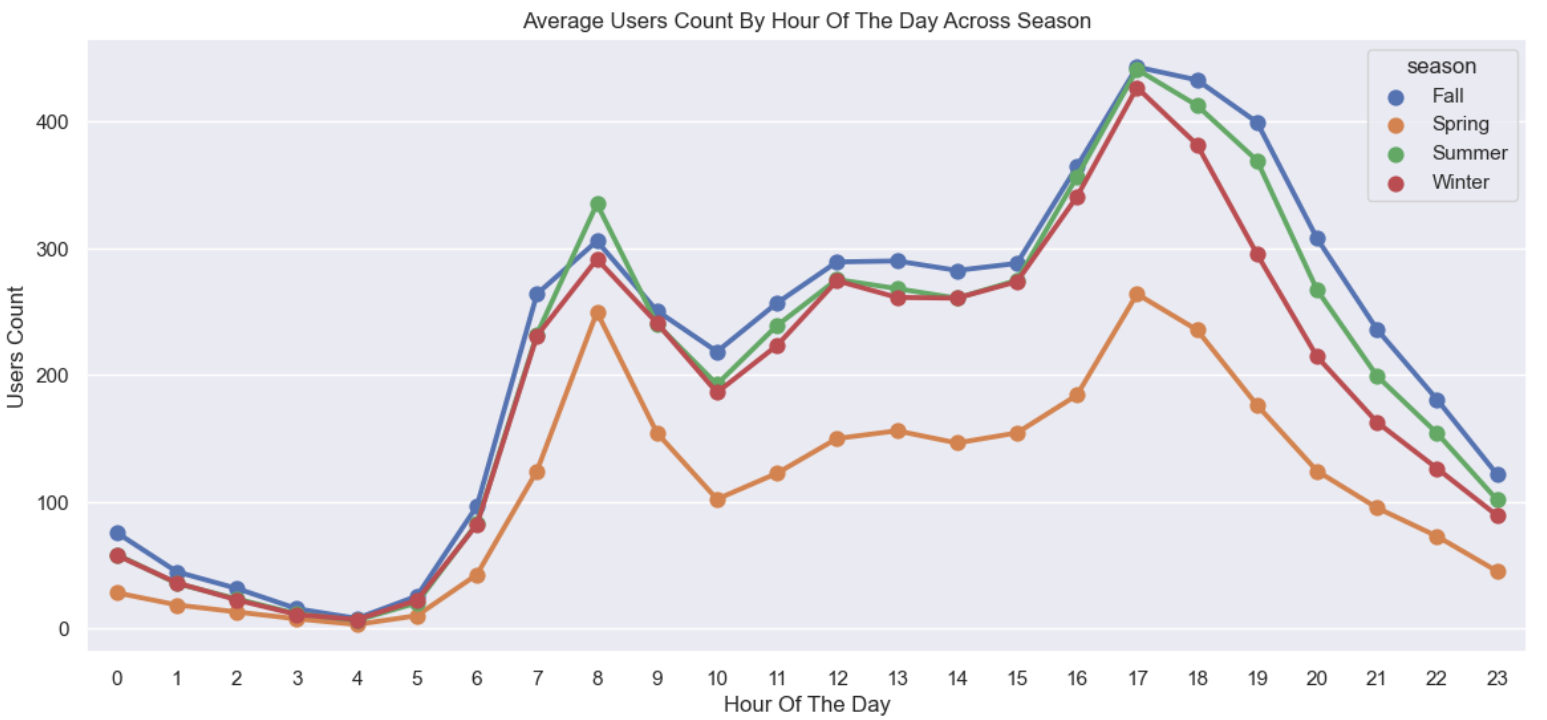 Average Users Count By Hour Of The Day Across Season
season
Fall
Spring
Summer
Winter
Users Count
400
300
200
100
0
0 1 2 3 4 5 6 7 8 9 10 11 12 13 14 15 16 17 18 19 20 21 22 23
Hour Of The Day